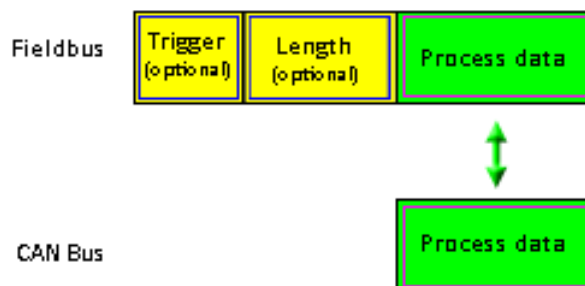 Fieldbus
Trigger
(optional)
Length
(optional)
Process data
CAN Bus
Process data